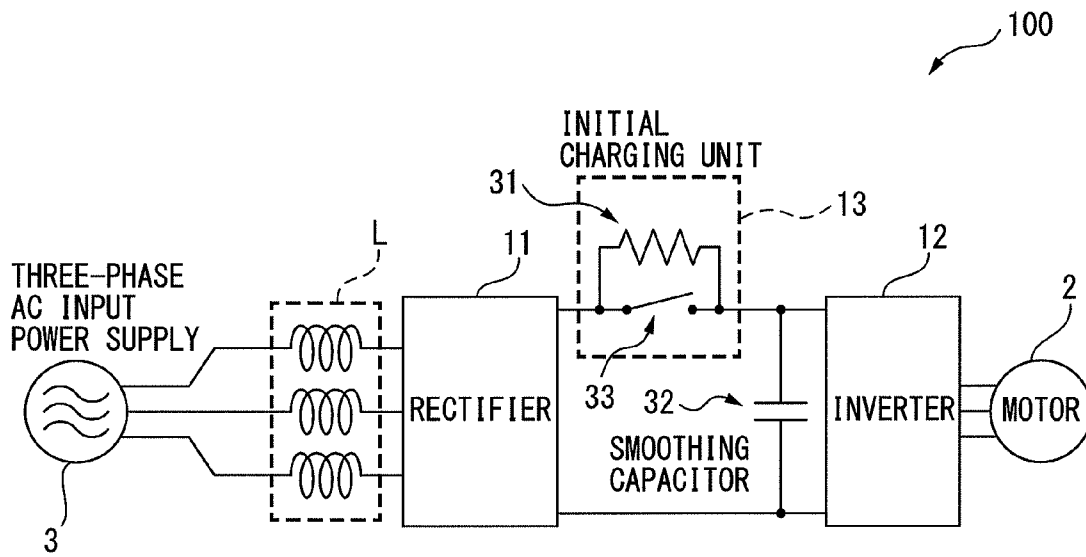 100
INITIAL
CHARGING UNIT
31
13
L
11
12
2
THREE-PHASE
AC INPUT
POWER SUPPLY
RECTIFIER
33
32
INVERTER
MOTOR
SMOOTHING
CAPACITOR
3